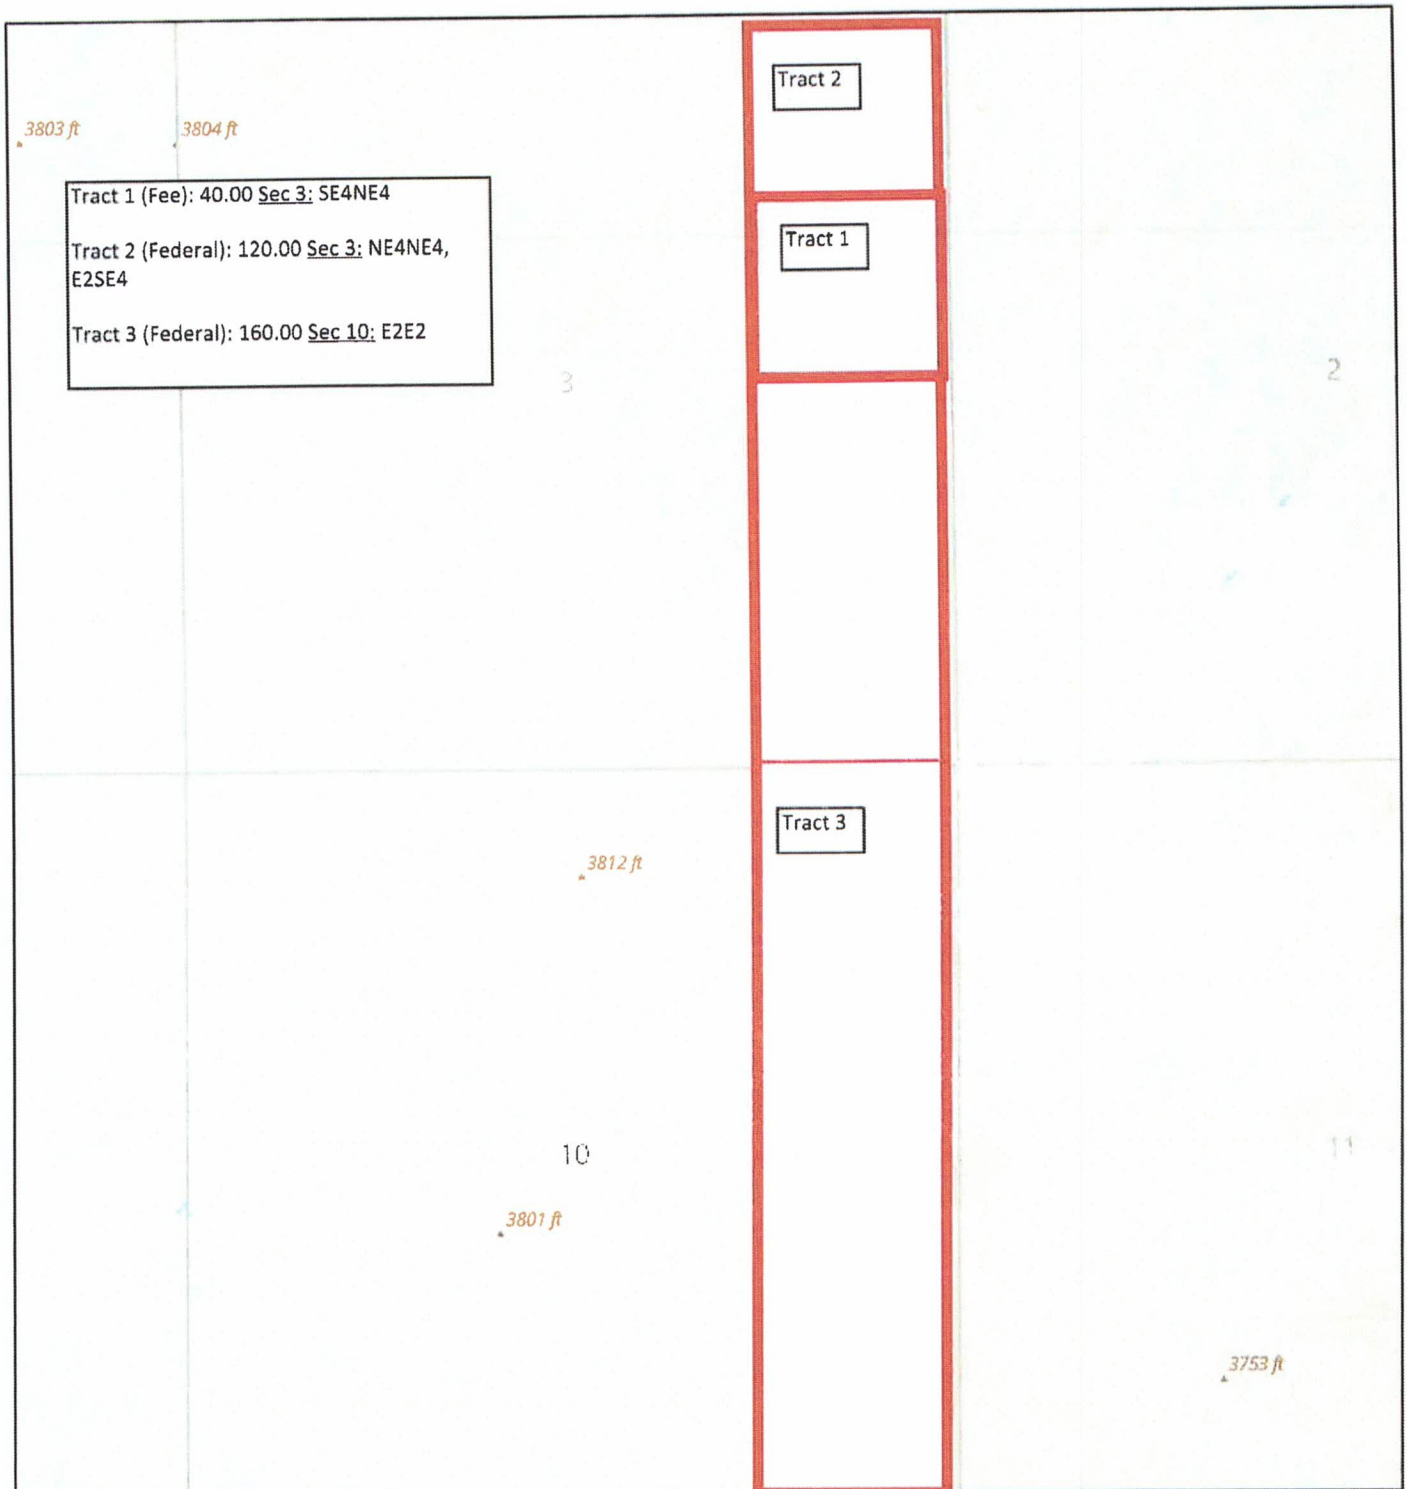 Tract 2
3803 ft
3804 ft
Tract 1 (Fee): 40.00 Sec 3: SE4NE4
Tract 2 (Federal): 120.00 Sec 3: NE4NE4,
E2SE4
Tract 3 (Federal): 160.00 Sec 10: E2E2
Tract 1
3
2
Tract 3
3812 ft
10
11
3801 ft
3753 ft